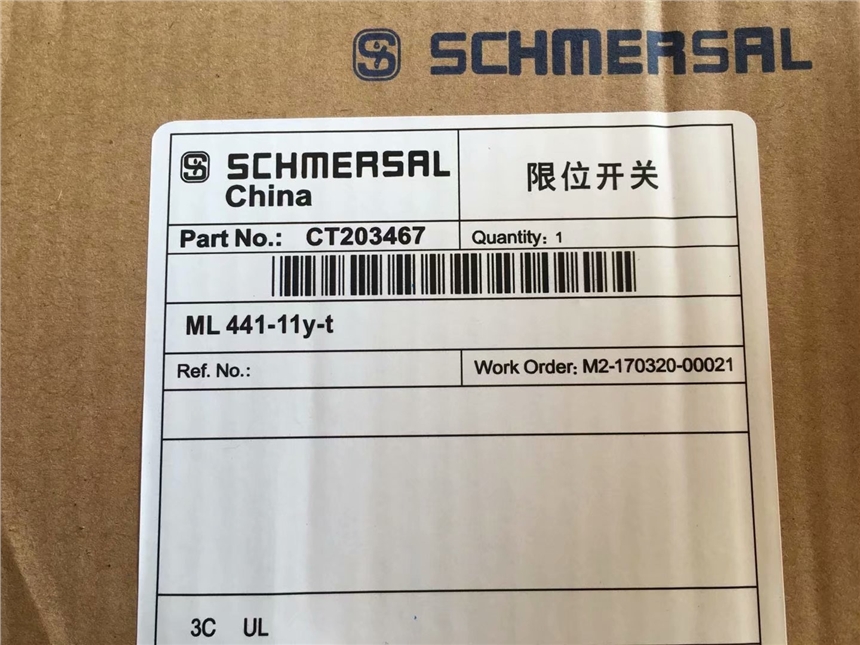 SCHMERSAL
SCHMERSAL
China
限位开关
Part No.: CT203467
Quantity: 1
ML 441-11y-t
Ref. No.:
Work Order: M2-170320-00021
3C UL